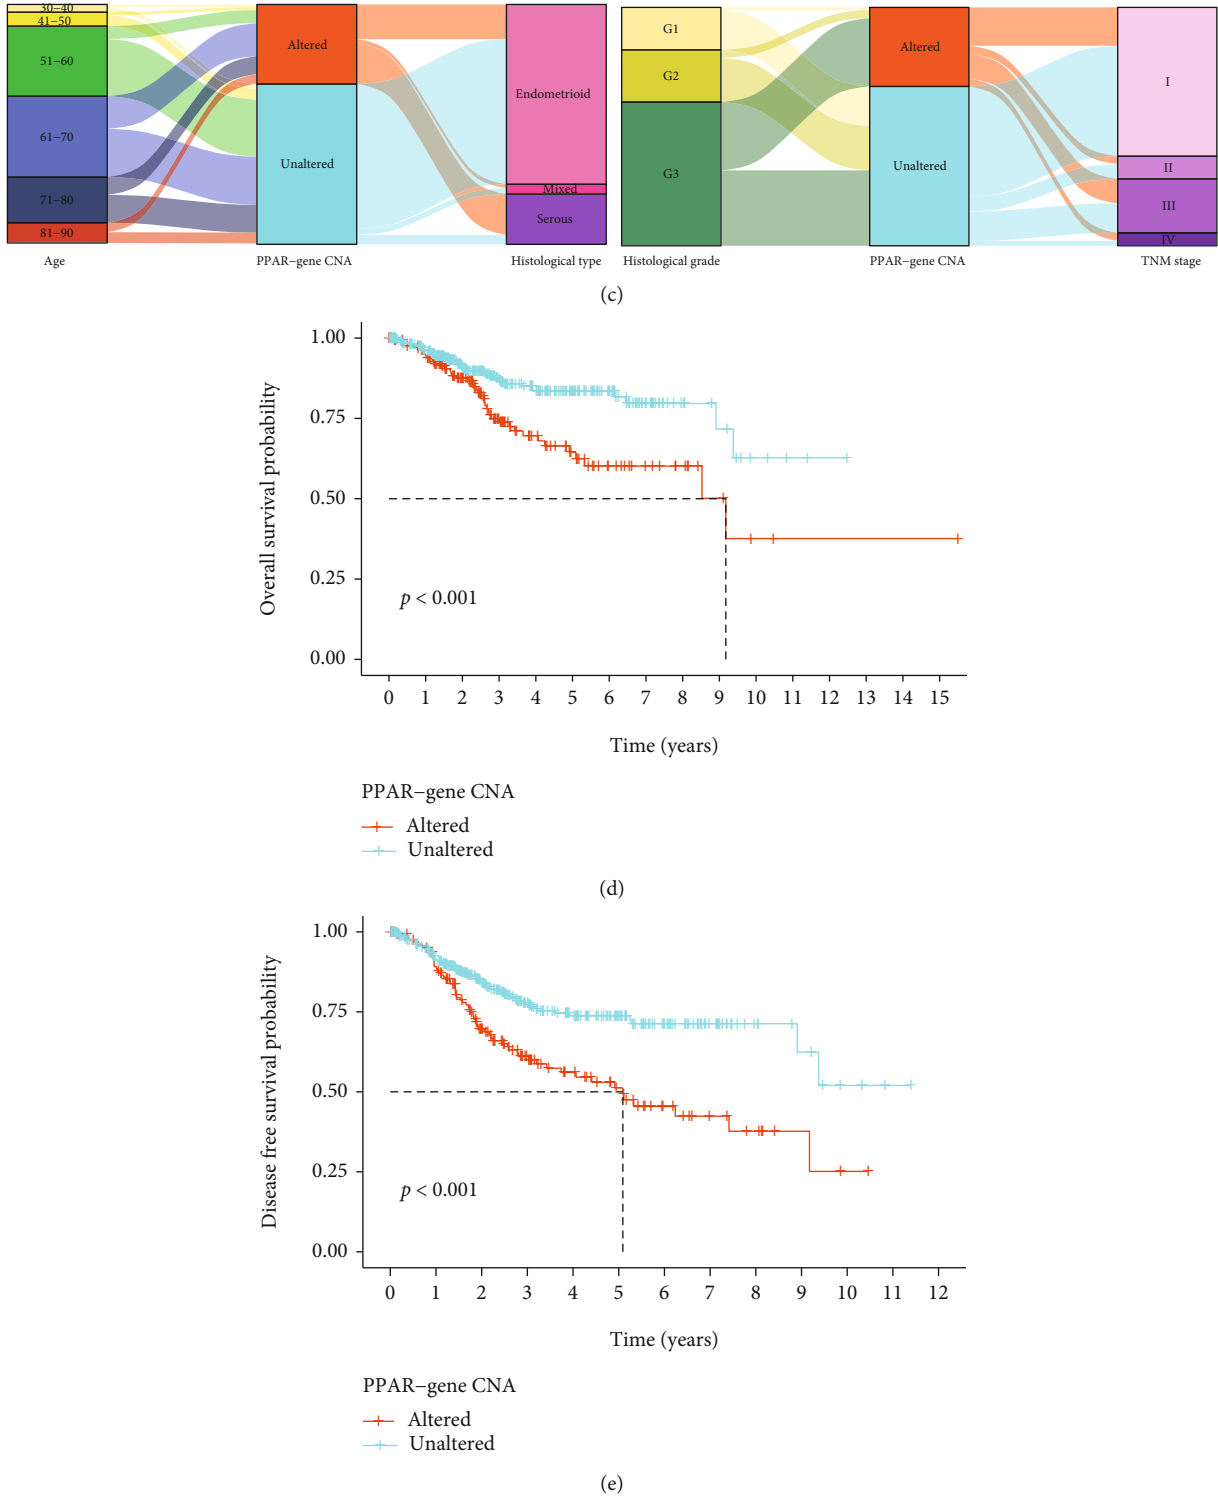 30−40
41−50
51−60
61−70
71−80
81−90
Age
Altered
Unaltered
PPAR−gene CNA
Endometrioid
Mixed
Serous
Histological type
G1
G2
G3
Histological grade
Altered
Unaltered
PPAR−gene CNA
I
II
III
IV
TNM stage
(c)
Overall survival probability
1.00
0.75
0.50
0.25
0.00
p < 0.001
0 1 2 3 4 5 6 7 8 9 10 11 12 13 14 15
Time (years)
PPAR−gene CNA
Altered
Unaltered
(d)
Disease free survival probability
1.00
0.75
0.50
0.25
0.00
p < 0.001
0 1 2 3 4 5 6 7 8 9 10 11 12
Time (years)
PPAR−gene CNA
Altered
Unaltered
(e)